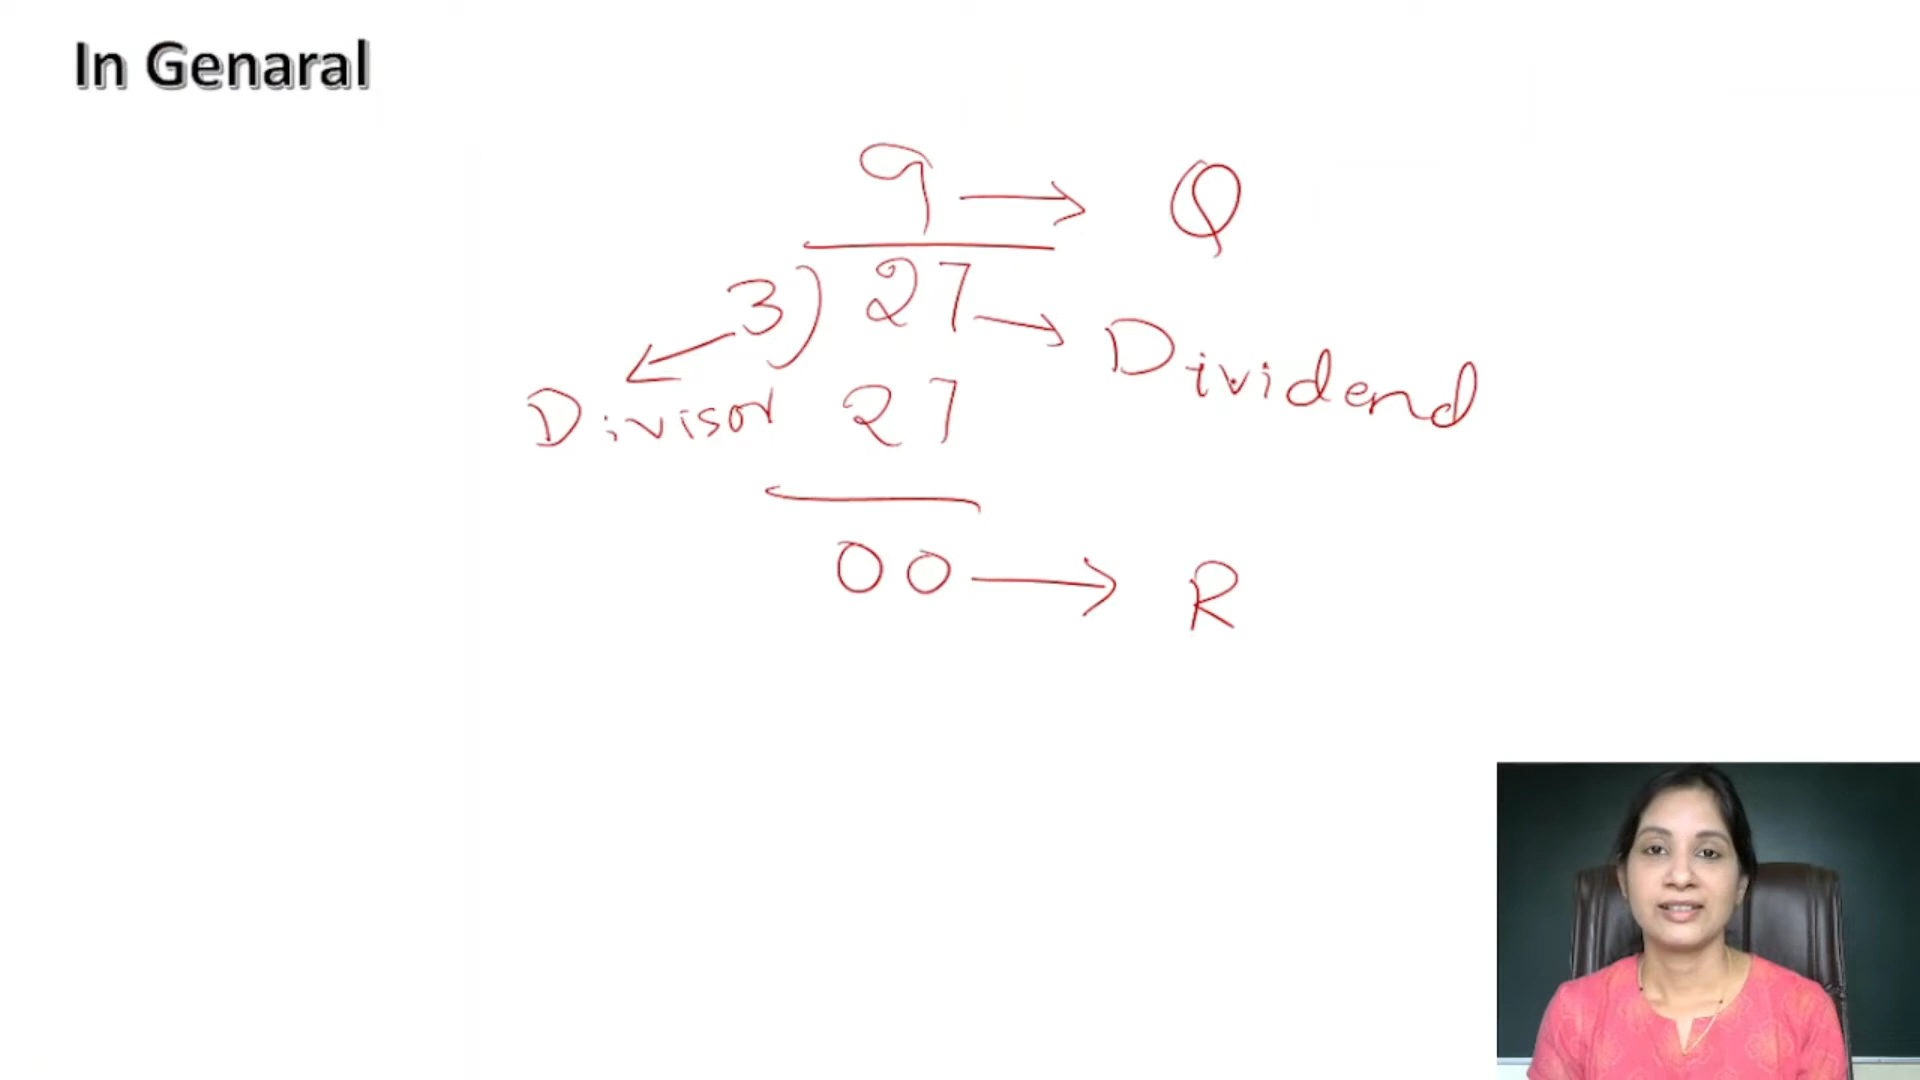 In Genaral
9 → Q
3) 27 → Dividend
Divisor 27
00 → R